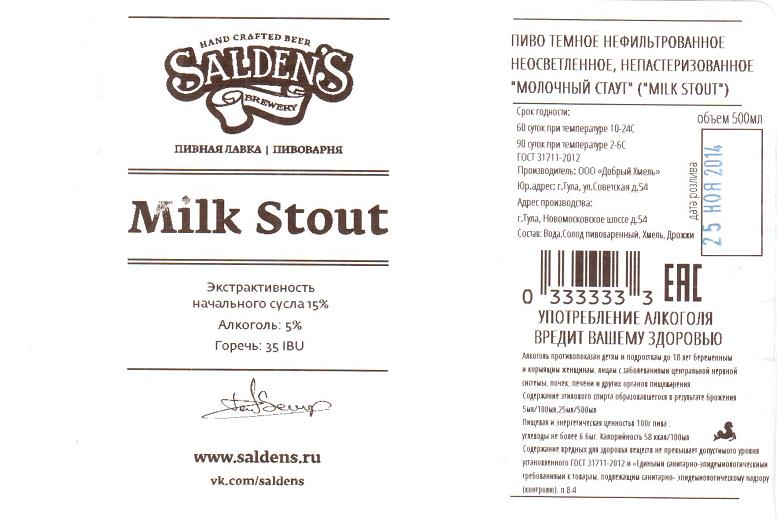 HAND CRAFTED BEER
SALDEN'S
BREWERY
ПИВНАЯ ЛАВКА | ПИВОВАРНЯ
Milk Stout
Экстрактивность
начального сусла 15%
Алкоголь: 5%
Горечь: 35 IBU
www.saldens.ru
vk.com/saldens
ПИВО ТЕМНОЕ НЕФИЛЬТРОВАННОЕ
НЕОСВЕТЛЕННОЕ, НЕПАСТЕРИЗОВАННОЕ
"МОЛОЧНЫЙ СТАУТ" ("MILK STOUT")
Срок годности:
60 суток при температуре 10-24С
90 суток при температуре 2-6С
ГОСТ 31711-2012
Производитель: ООО «Добрый Хмель»
Юр.адрес: г.Тула, ул.Советская д.54
Адрес производства:
г.Тула, Новомосковское шоссе д.54
Состав: Вода,Солод пивоваренный, Хмель, Дрожжи
объем 500мл
дата розлива
25 НОЯ 2014
0 333333 3
EAC
УПОТРЕБЛЕНИЕ АЛКОГОЛЯ
ВРЕДИТ ВАШЕМУ ЗДОРОВЬЮ
Алкоголь противопоказан детям и подросткам до 18 лет беременным
и кормящим женщинам, лицам с заболеваниями центральной нервной
системы, почек, печени и других органов пищеварения.
Содержание этилового спирта образовавшегося в результате брожения
5мл/100мл,25мл/500мл
Пищевая и энергетическая ценностьв 100г пива:
углеводы не более 6.6мг. Калорийность 58 ккал/100мл
Содержание вредных для здоровья веществ не превышает допустимого уровня
установленного ГОСТ 31711-2012 и «Едиными санитарно-эпидемиологическими
требованиями к товарам, подлежащим санитарно- эпидемиологическому надзору
(контролю). п.8.4